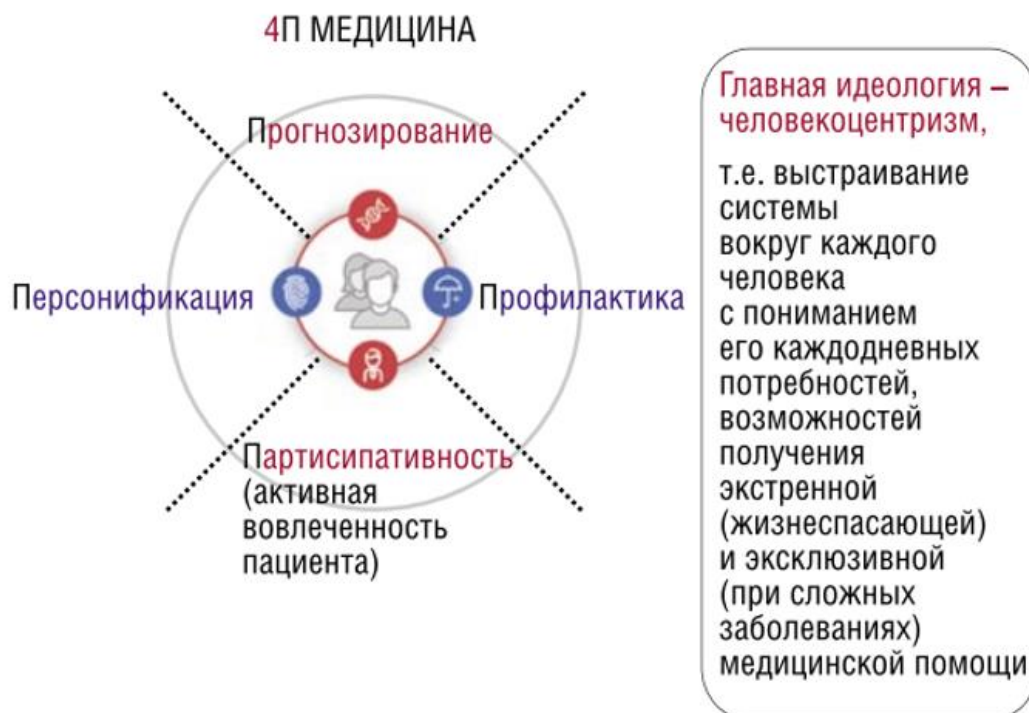 4П МЕДИЦИНА
Прогнозирование
Персонификация
Профилактика
Партисипативность
(активная
вовлеченность
пациента)
Главная идеология –
человекоцентризм,
т.е. выстраивание
системы
вокруг каждого
человека
с пониманием
его каждодневных
потребностей,
возможностей
получения
экстренной
(жизнеспасающей)
и эксклюзивной
(при сложных
заболеваниях)
медицинской помощи